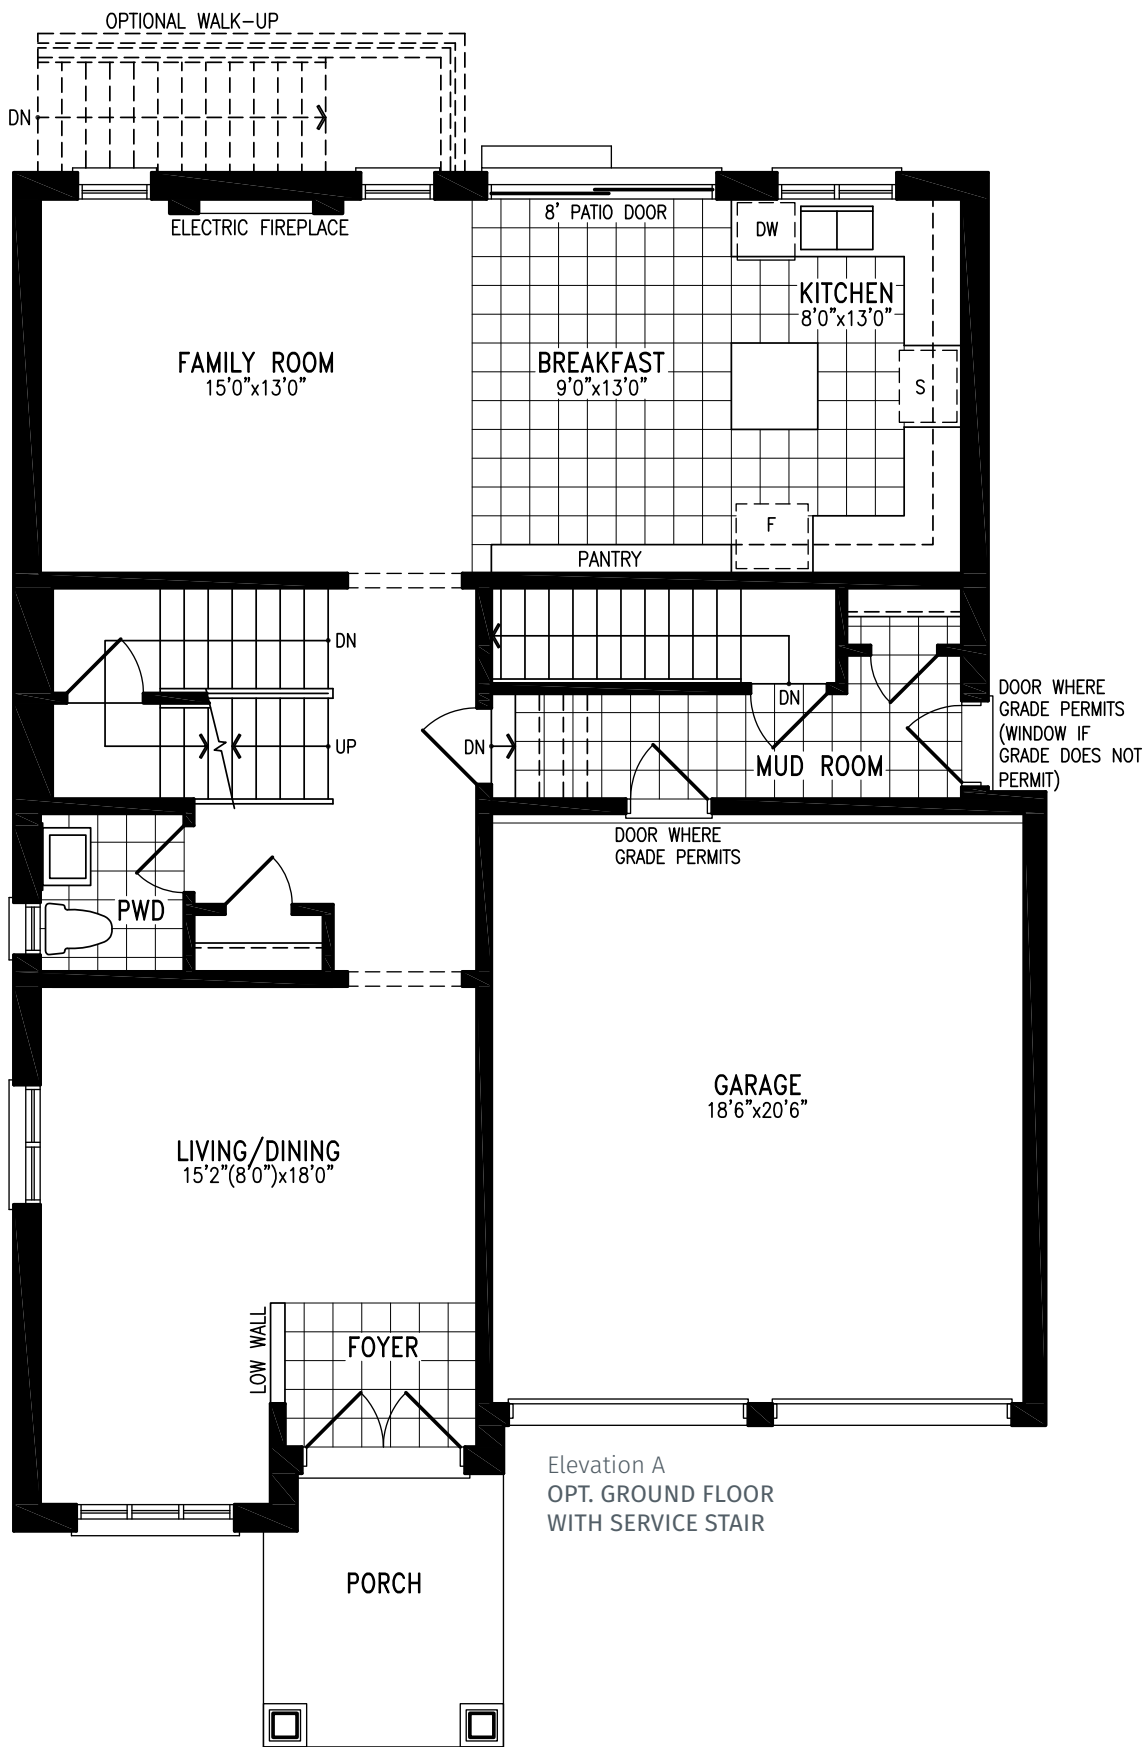 OPTIONAL WALK-UP
DN
ELECTRIC FIREPLACE
8' PATIO DOOR
DW
KITCHEN
8'0"x13'0"
FAMILY ROOM
15'0"x13'0"
BREAKFAST
9'0"x13'0"
S
F
PANTRY
DN
UP
DN
DN
MUD ROOM
DOOR WHERE
GRADE PERMITS
(WINDOW IF
GRADE DOES NOT
PERMIT)
DOOR WHERE
GRADE PERMITS
PWD
GARAGE
18'6"x20'6"
LIVING/DINING
15'2"(8'0")x18'0"
LOW WALL
FOYER
Elevation A
OPT. GROUND FLOOR
WITH SERVICE STAIR
PORCH